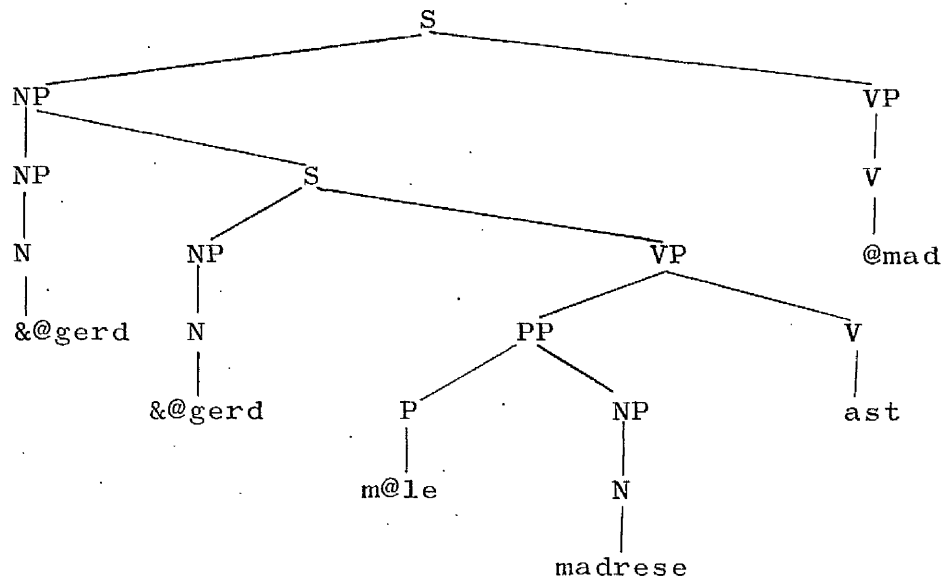 S
NP VP
NP S V
N NP VP @mad
&@gerd N PP V
&@gerd P NP ast
m@le N
madrese